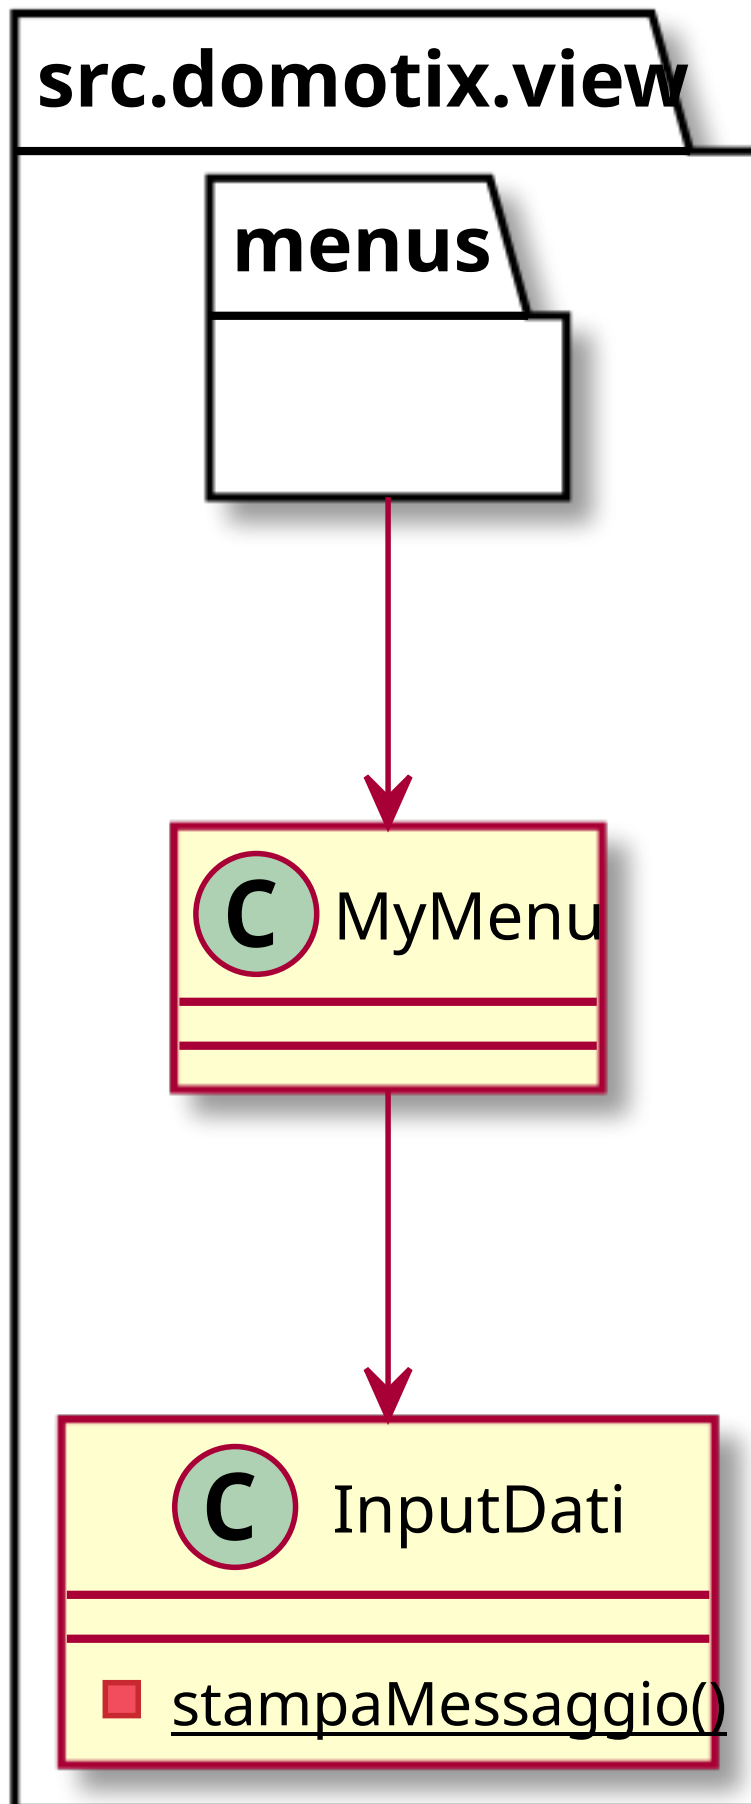 src.domotix.view
menus
C MyMenu
C InputDati
stampaMessaggio()